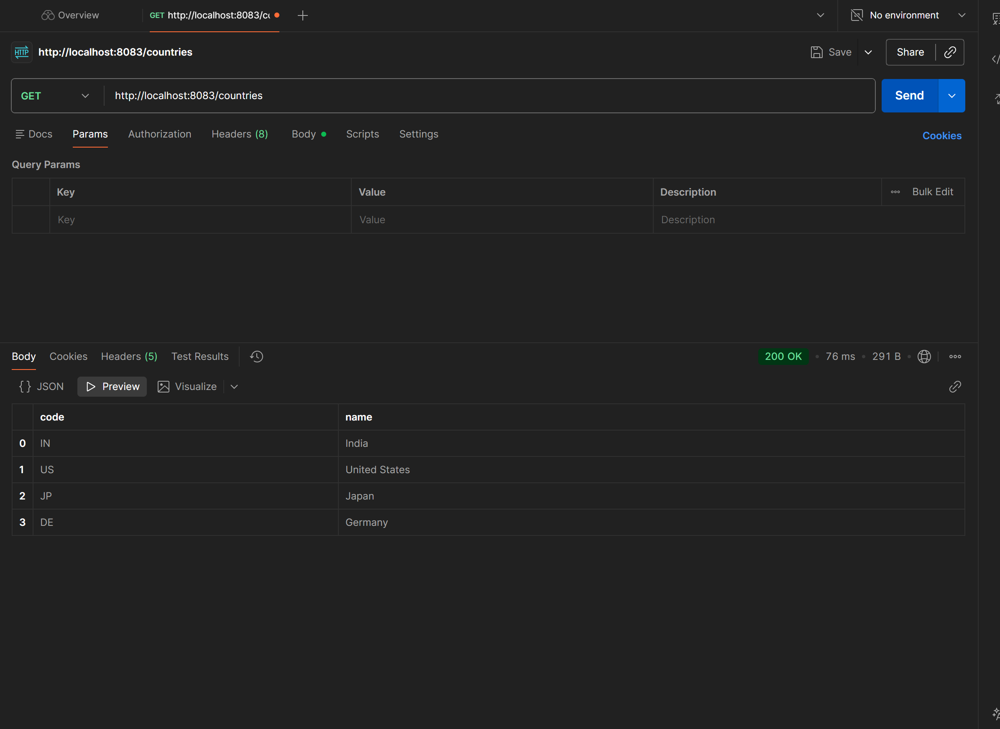 Overview
GET http://localhost:8083/co
No environment
HTTP http://localhost:8083/countries
Save
Share
GET http://localhost:8083/countries
Send
Docs Params Authorization Headers (8) Body Scripts Settings Cookies
Query Params
Key Value Description ••• Bulk Edit
Key Value Description
Body Cookies Headers (5) Test Results 200 OK • 76 ms • 291 B •
{ } JSON Preview Visualize
code name
0 IN India
1 US United States
2 JP Japan
3 DE Germany